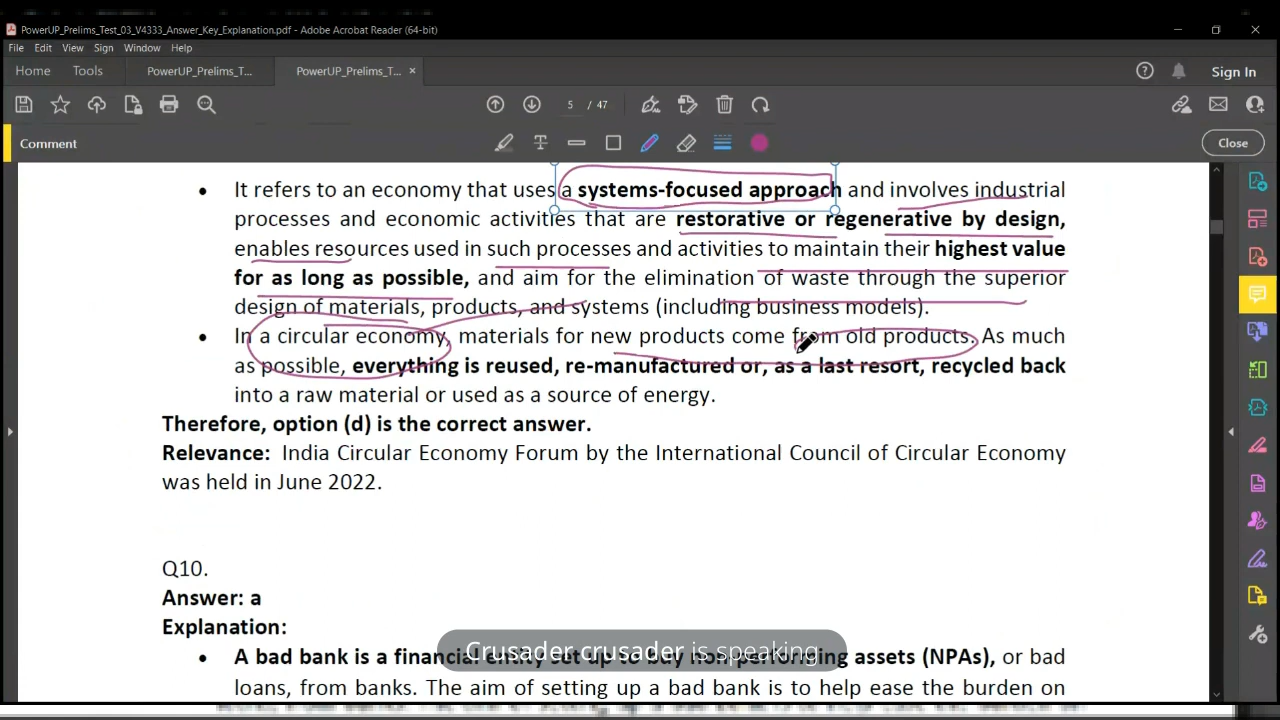 PowerUP_Prelims_Test_03_V4333_Answer_Key_Explanation.pdf - Adobe Acrobat Reader (64-bit)
File Edit View Sign Window Help
Home Tools PowerUP_Prelims_T... PowerUP_Prelims_T... × Sign In
5 / 47
Comment Close
• It refers to an economy that uses a systems-focused approach and involves industrial
processes and economic activities that are restorative or regenerative by design,
enables resources used in such processes and activities to maintain their highest value
for as long as possible, and aim for the elimination of waste through the superior
design of materials, products, and systems (including business models).
• In a circular economy, materials for new products come from old products. As much
as possible, everything is reused, re-manufactured or, as a last resort, recycled back
into a raw material or used as a source of energy.
Therefore, option (d) is the correct answer.
Relevance: India Circular Economy Forum by the International Council of Circular Economy
was held in June 2022.
Q10.
Answer: a
Explanation:
Crusader crusader is speaking
• A bad bank is a financial entity set up to buy non-performing assets (NPAs), or bad
loans, from banks. The aim of setting up a bad bank is to help ease the burden on